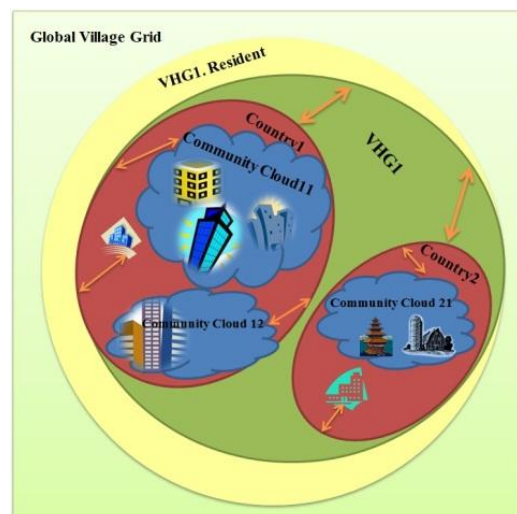 Global Village Grid
VHG1. Resident
VHG1
Country1
Community Cloud11
Country2
Community Cloud 21
Community Cloud 12